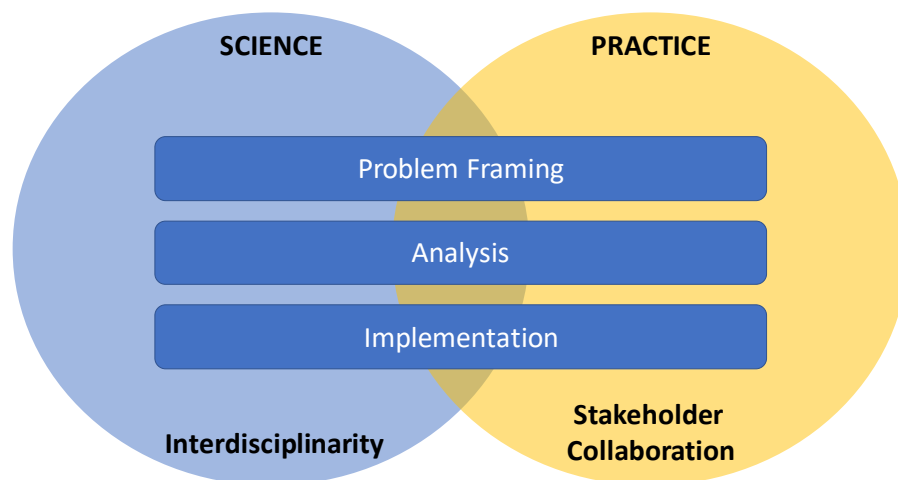 SCIENCE
PRACTICE
Problem Framing
Analysis
Implementation
Interdisciplinarity
Stakeholder
Collaboration